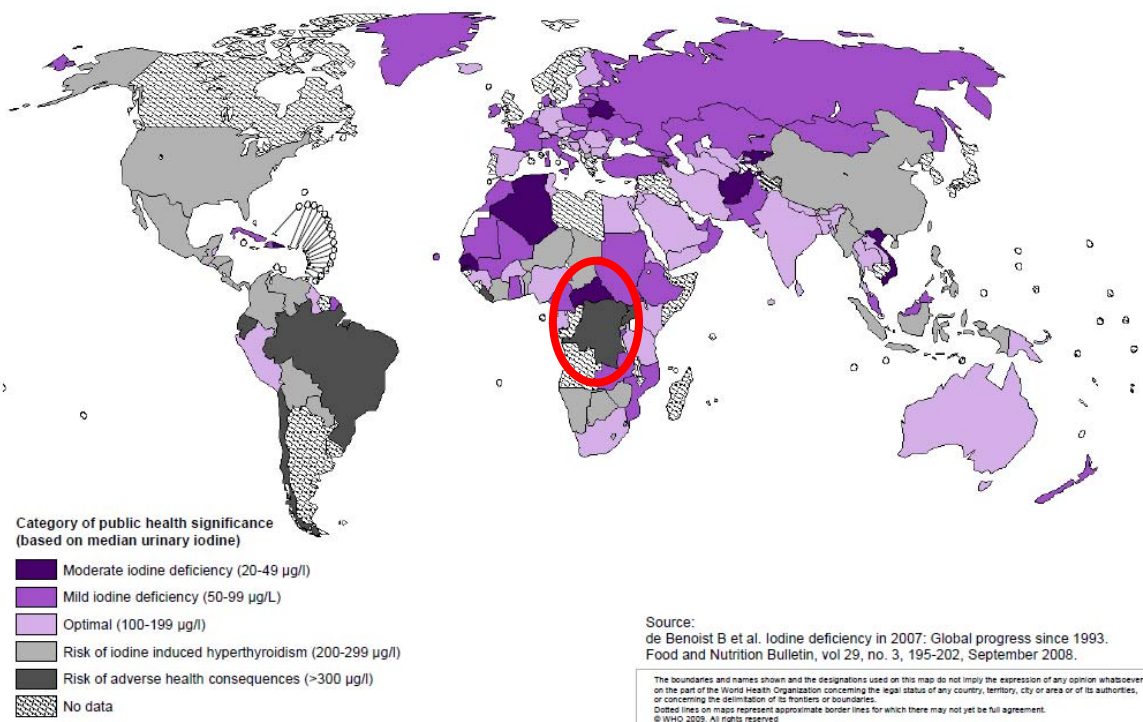 Category of public health significance
(based on median urinary iodine)
Moderate iodine deficiency (20-49 µg/l)
Mild iodine deficiency (50-99 µg/L)
Optimal (100-199 µg/l)
Risk of iodine induced hyperthyroidism (200-299 µg/l)
Risk of adverse health consequences (>300 µg/l)
No data
Source:
de Benoist B et al. Iodine deficiency in 2007: Global progress since 1993.
Food and Nutrition Bulletin, vol 29, no. 3, 195-202, September 2008.
The boundaries and names shown and the designations used on this map do not imply the expression of any opinion whatsoever
on the part of the World Health Organization concerning the legal status of any country, territory, city or area or of its authorities,
or concerning the delimitation of its frontiers or boundaries.
Dotted lines on maps represent approximate border lines for which there may not yet be full agreement.
© WHO 2009. All rights reserved